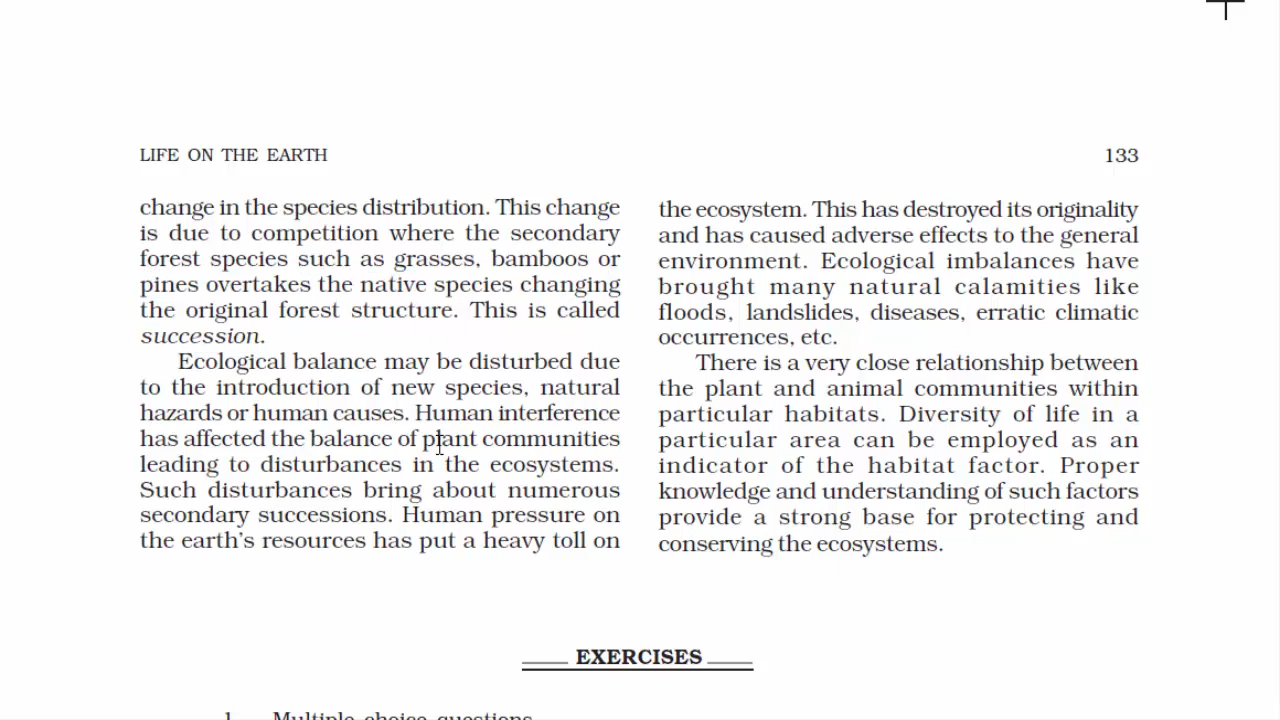 LIFE ON THE EARTH
133
change in the species distribution. This change
is due to competition where the secondary
forest species such as grasses, bamboos or
pines overtakes the native species changing
the original forest structure. This is called
succession.
Ecological balance may be disturbed due
to the introduction of new species, natural
hazards or human causes. Human interference
has affected the balance of plant communities
leading to disturbances in the ecosystems.
Such disturbances bring about numerous
secondary successions. Human pressure on
the earth's resources has put a heavy toll on
the ecosystem. This has destroyed its originality
and has caused adverse effects to the general
environment. Ecological imbalances have
brought many natural calamities like
floods, landslides, diseases, erratic climatic
occurrences, etc.
There is a very close relationship between
the plant and animal communities within
particular habitats. Diversity of life in a
particular area can be employed as an
indicator of the habitat factor. Proper
knowledge and understanding of such factors
provide a strong base for protecting and
conserving the ecosystems.
EXERCISES
1. Multiple choice questions.